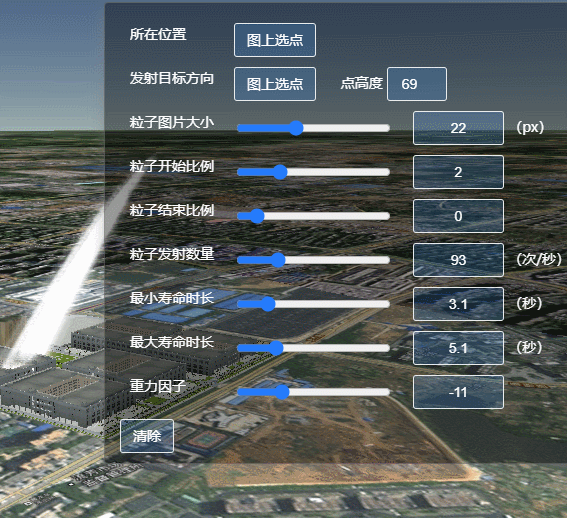 所在位置 图上选点
发射目标方向 图上选点 点高度 69
粒子图片大小 22 （px）
粒子开始比例 2
粒子结束比例 0
粒子发射数量 93 （次/秒）
最小寿命时长 3.1 （秒）
最大寿命时长 5.1 （秒）
重力因子 -11
清除